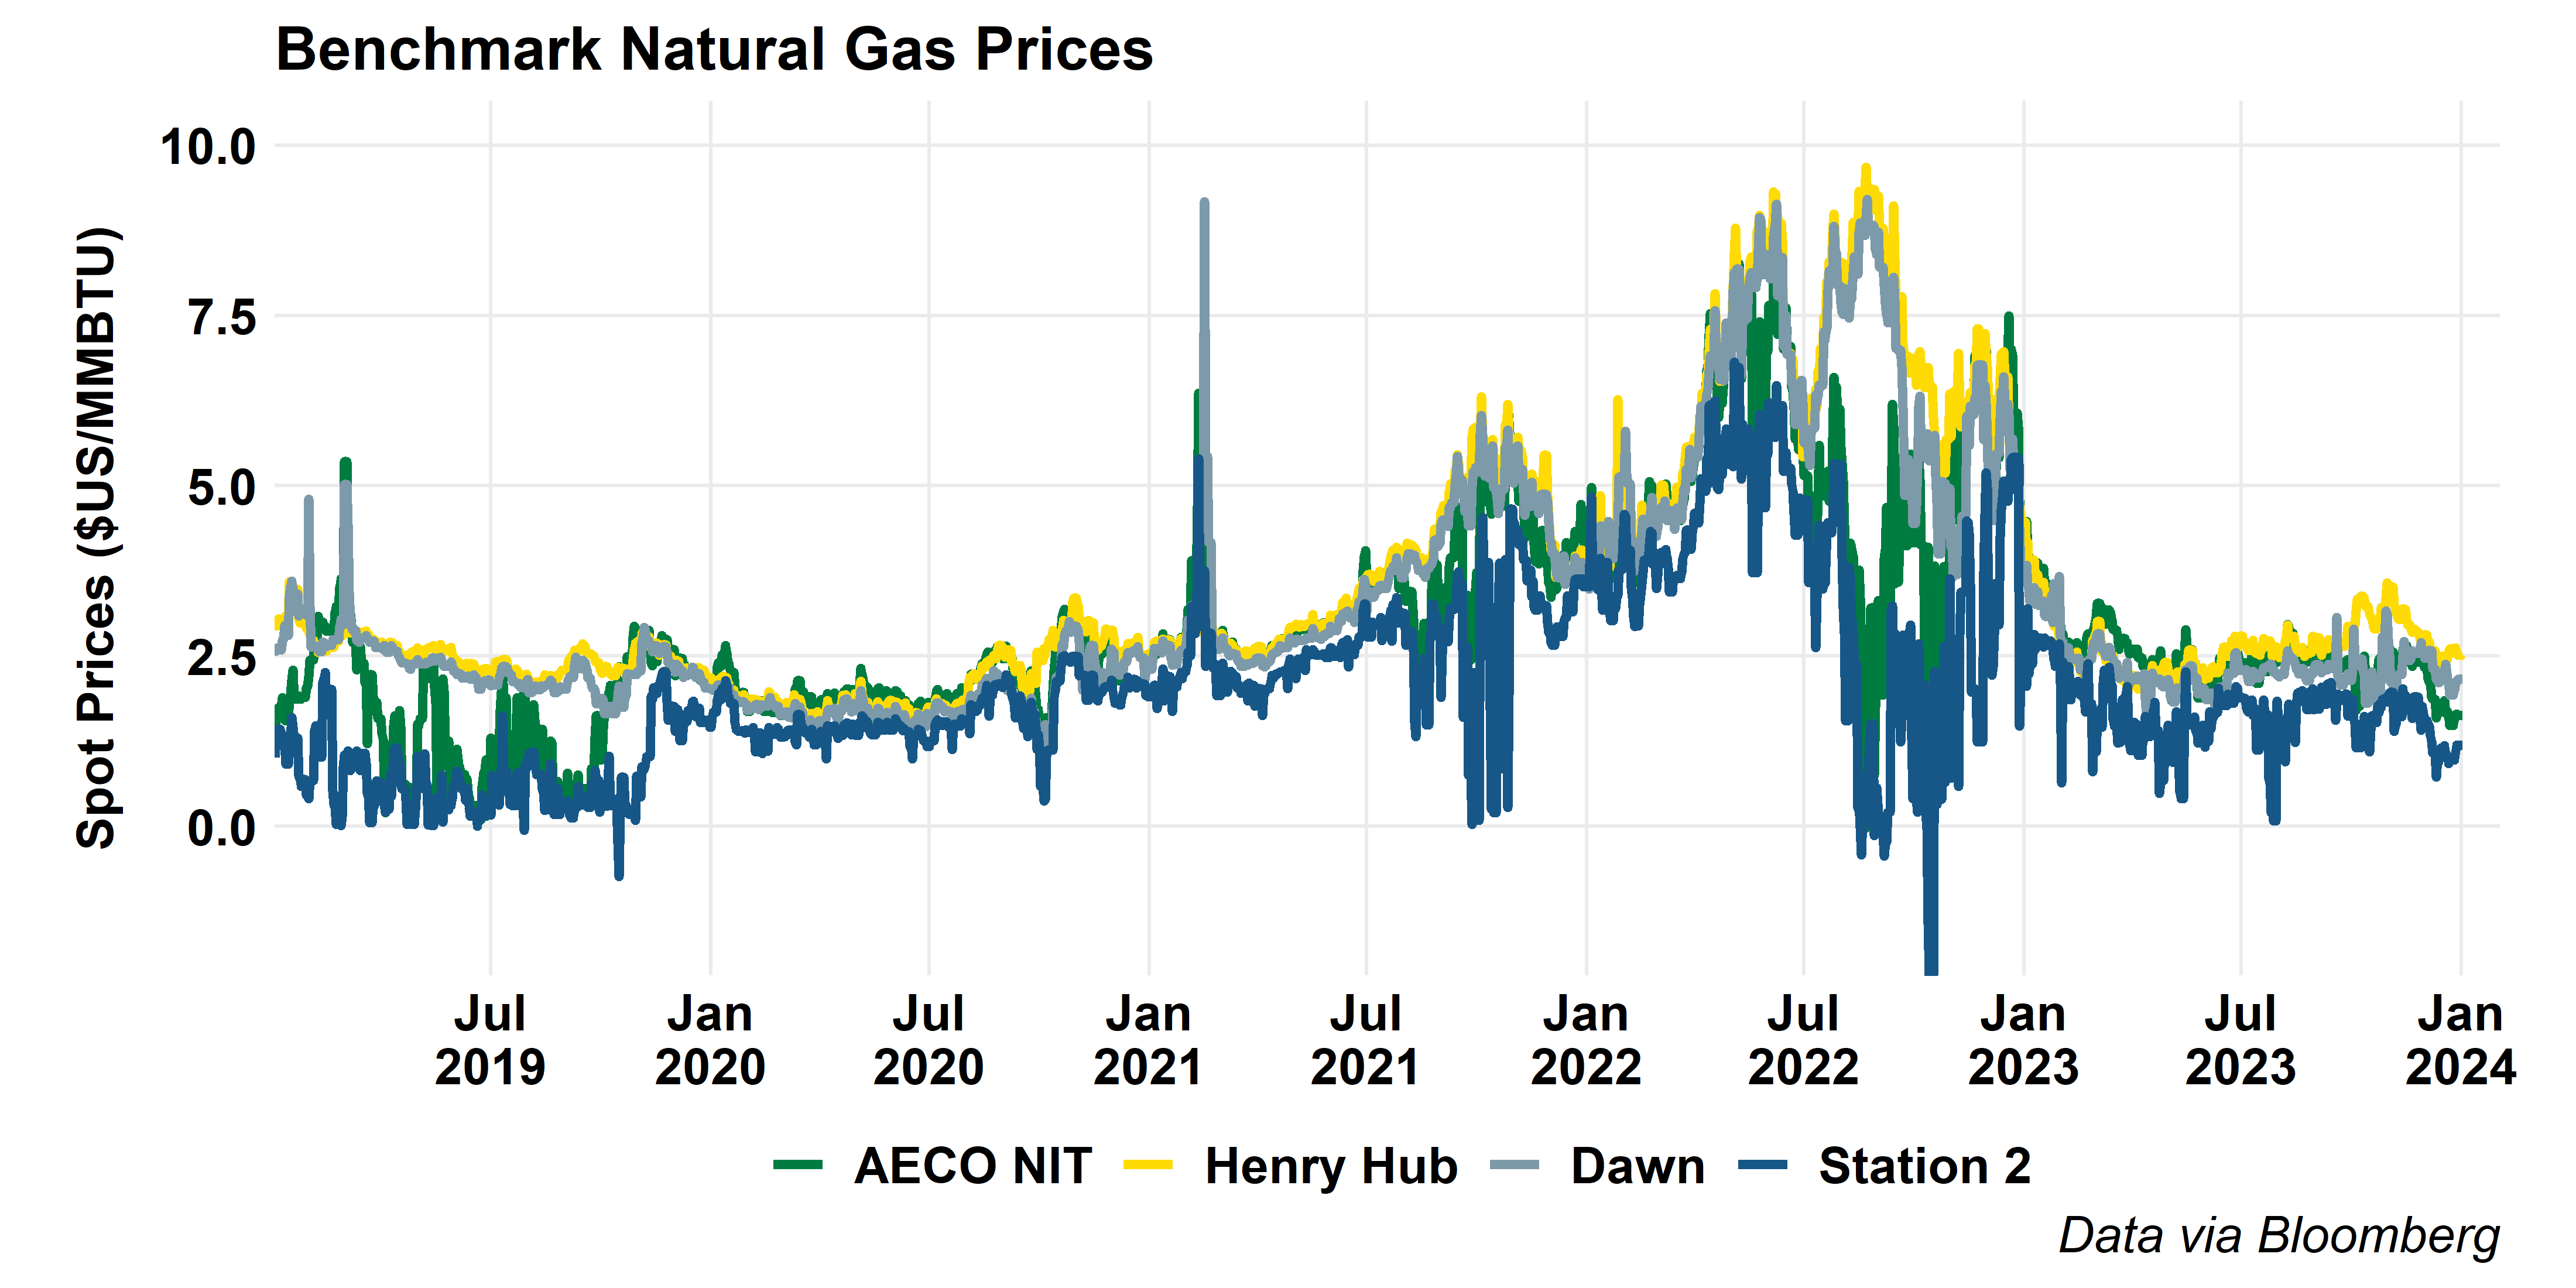 Benchmark Natural Gas Prices
Spot Prices ($US/MMBTU)
10.0
7.5
5.0
2.5
0.0
Jul Jan Jul Jan Jul Jan Jul Jan Jul Jan
2019 2020 2020 2021 2021 2022 2022 2023 2023 2024
AECO NIT Henry Hub Dawn Station 2
Data via Bloomberg